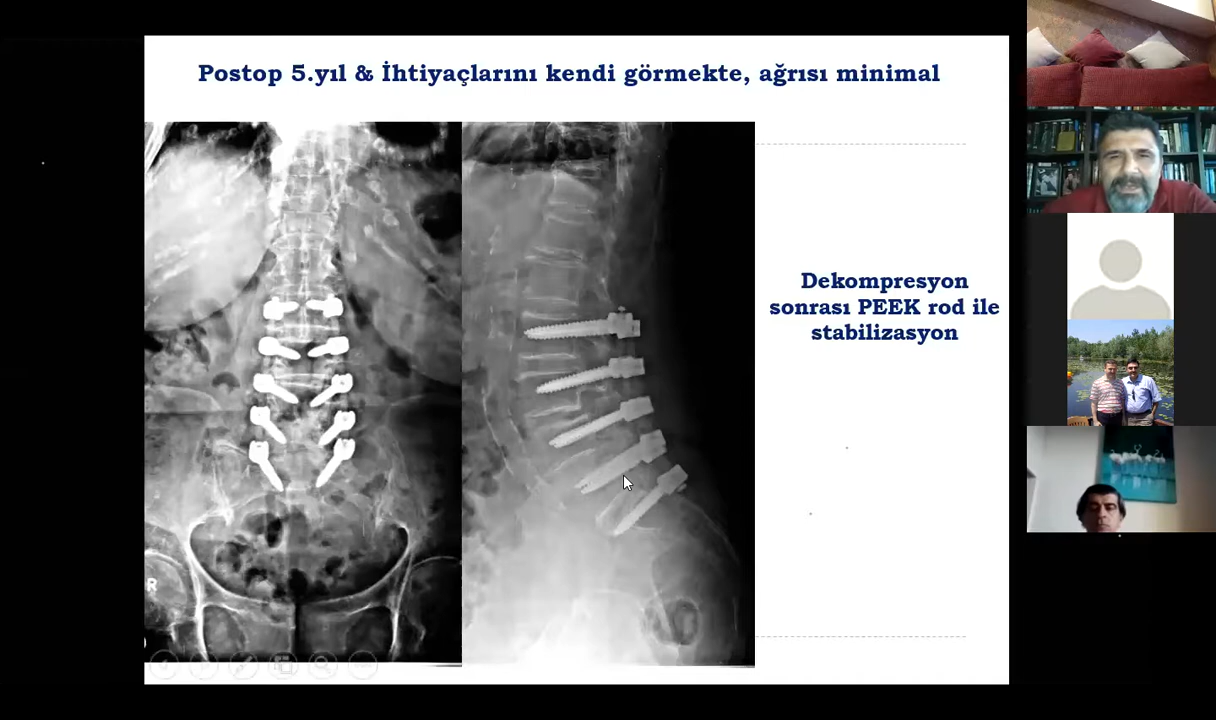 Postop 5.yıl & İhtiyaçlarını kendi görmekte, ağrısı minimal
Dekompresyon
sonrası PEEK rod ile
stabilizasyon
R